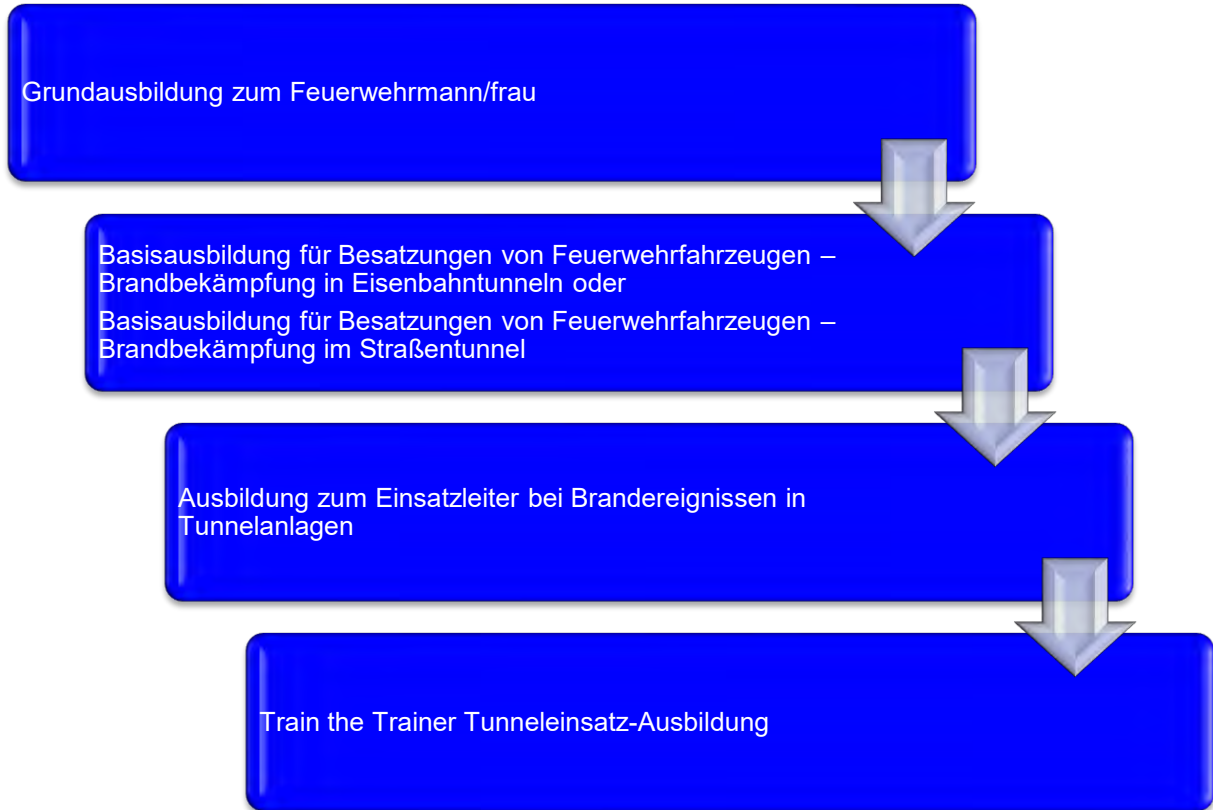 Grundausbildung zum Feuerwehrmann/frau
Basisausbildung für Besatzungen von Feuerwehrfahrzeugen –
Brandbekämpfung in Eisenbahntunneln oder
Basisausbildung für Besatzungen von Feuerwehrfahrzeugen –
Brandbekämpfung im Straßentunnel
Ausbildung zum Einsatzleiter bei Brandereignissen in
Tunnelanlagen
Train the Trainer Tunneleinsatz-Ausbildung